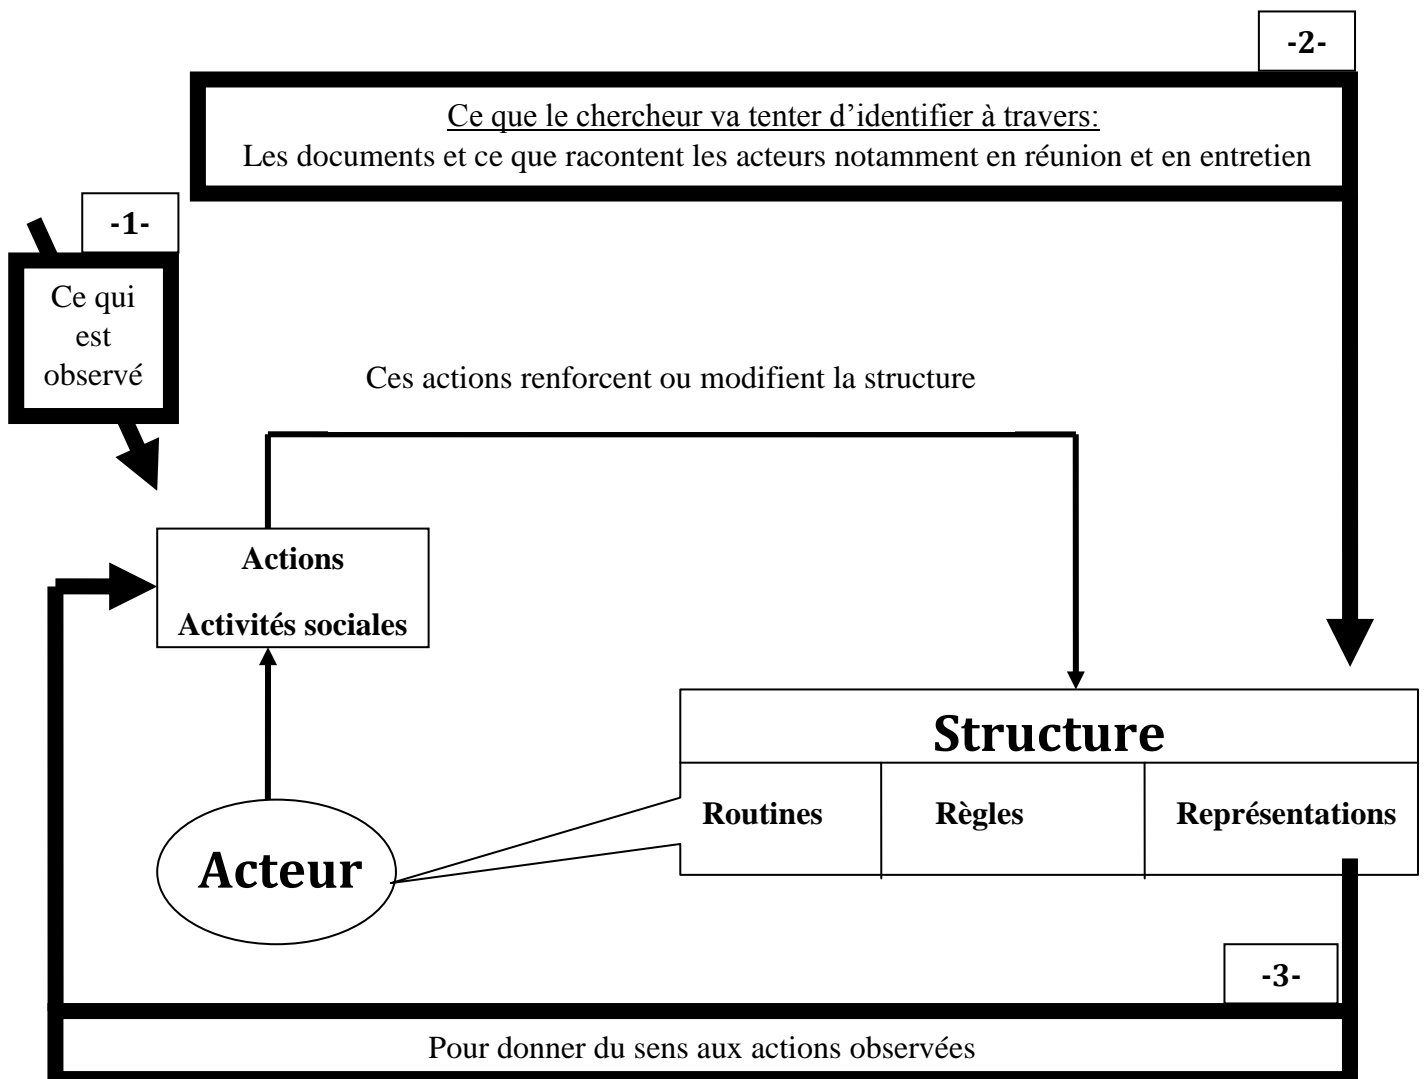 -2-
Ce que le chercheur va tenter d’identifier à travers:
Les documents et ce que racontent les acteurs notamment en réunion et en entretien
-1-
Ce qui
est
observé
Ces actions renforcent ou modifient la structure
Actions
Activités sociales
Structure
Routines
Règles
Représentations
Acteur
-3-
Pour donner du sens aux actions observées